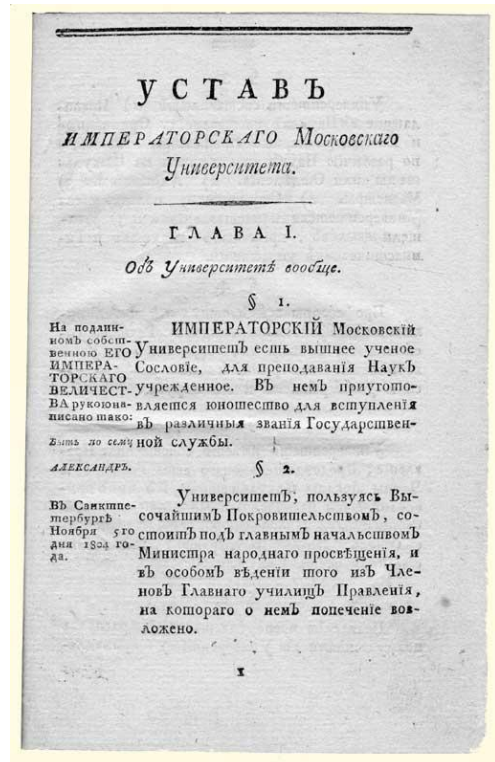 УСТАВЪ
ИМПЕРАТОРСКАГО Московскаго
Университета.
ГЛАВА I.
Объ Университетѣ вообще.
§ 1.
На подлин-
номъ собст-
венною ЕГО
ИМПЕРА-
ТОРСКАГО
ВЕЛИЧЕСТ-
ВА рукою на-
писано тако:
Быть по сему
АЛЕКСАНДРЪ.
Въ Санктпе-
тербургѣ
Ноября 5го
дня 1804 го-
да.
ИМПЕРАТОРСКІЙ Московскій
Университетъ есть вышнее ученое
Сословіе, для преподаванія Наукъ
учрежденное. Въ немъ приугото-
вляется юношество для вступленія
въ различныя званія Государствен-
ной службы.
§ 2.
Университетъ, пользуясь Вы-
сочайшимъ Покровительствомъ, со-
стоитъ подъ главнымъ начальствомъ
Министра народнаго просвѣщенія, и
въ особомъ вѣденіи того изъ Чле-
новъ Главнаго училищъ Правленія,
на котораго о немъ попеченіе воз-
ложено.
1